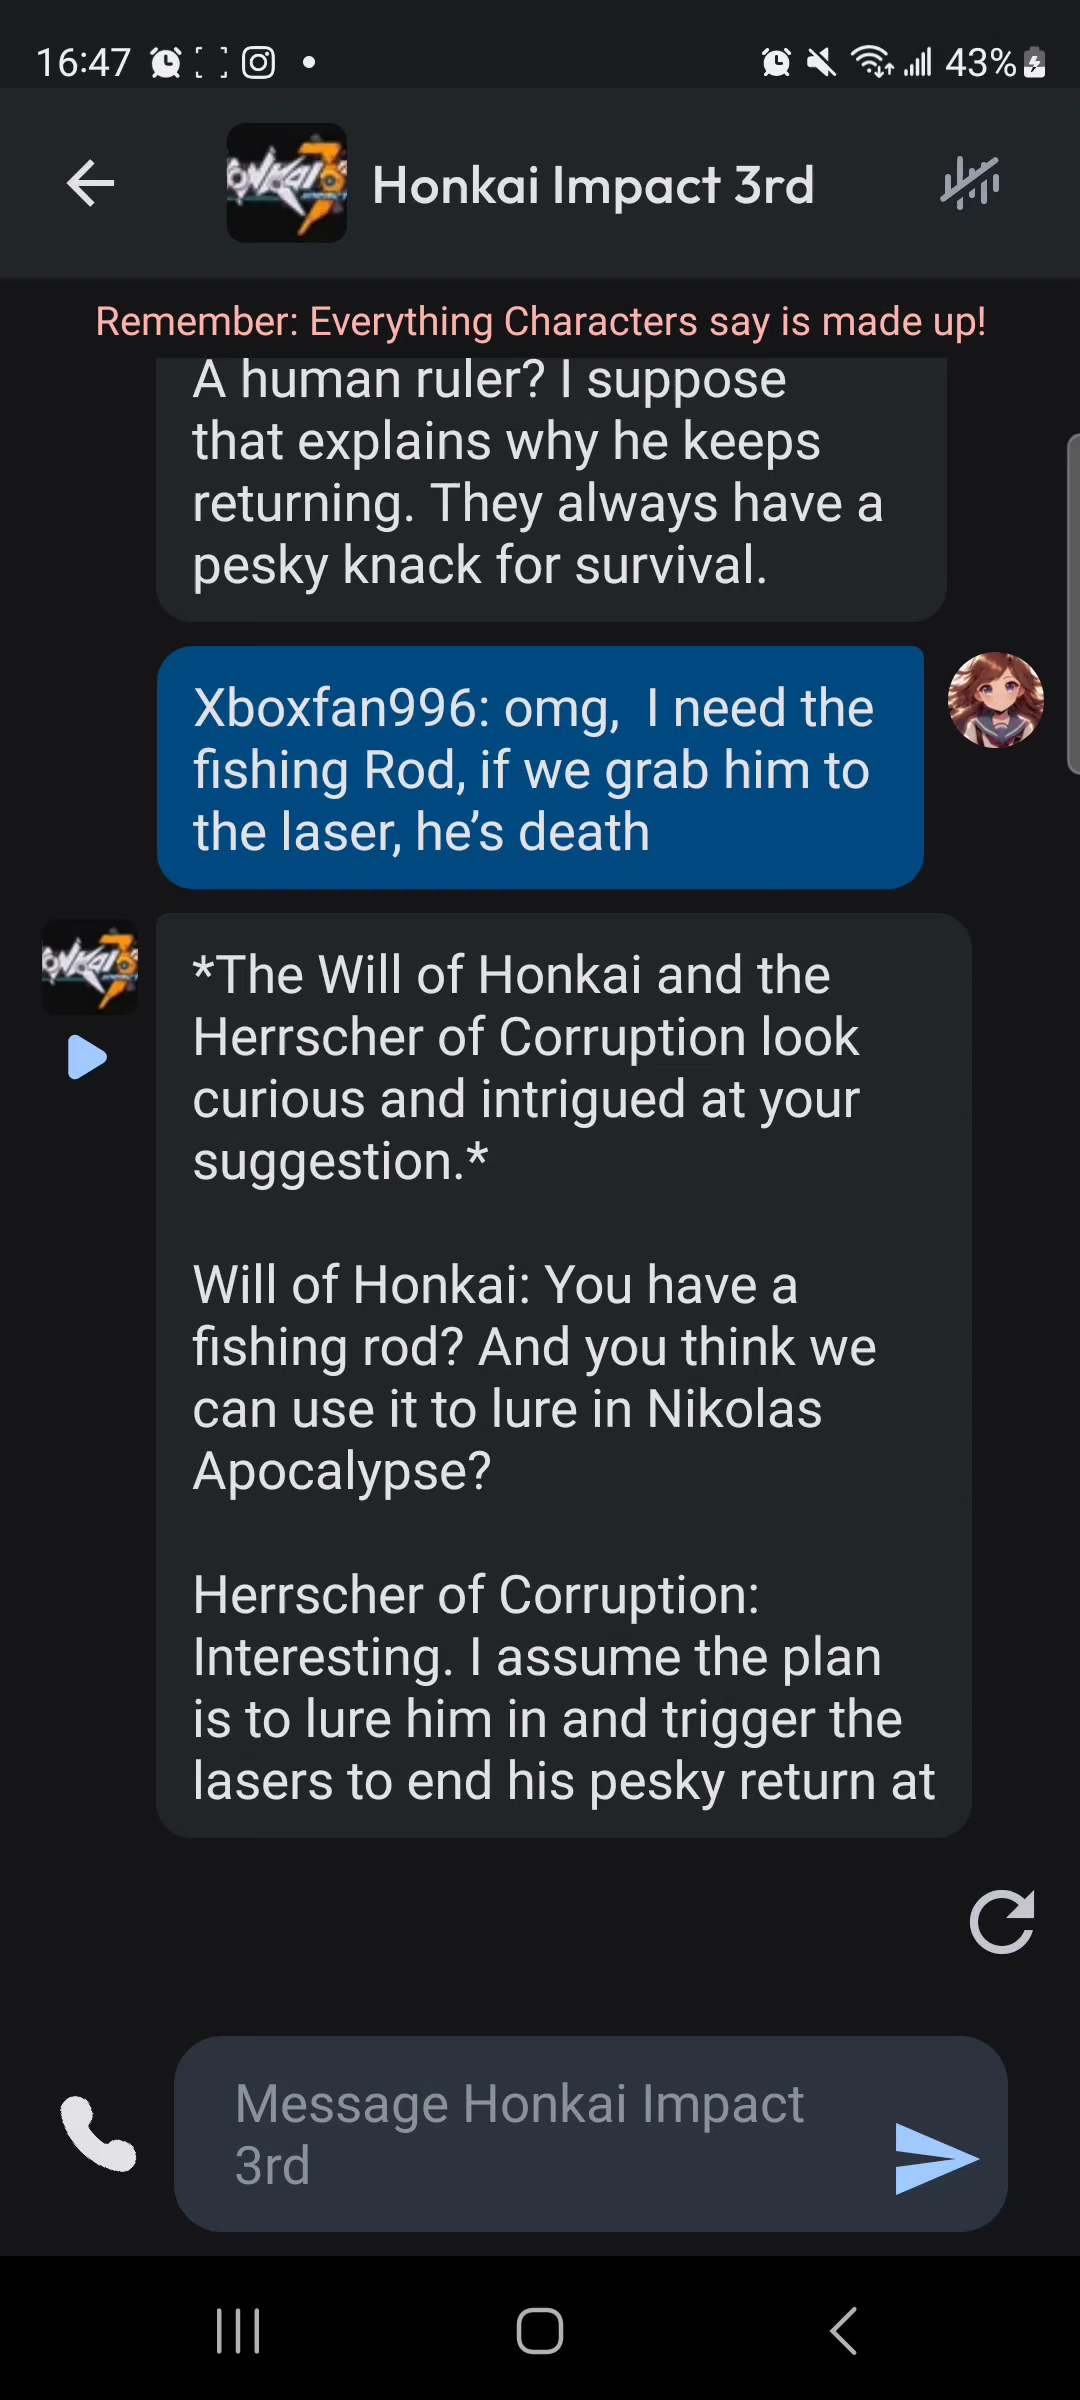 16:47
43%
Honkai Impact 3rd
Remember: Everything Characters say is made up!
A human ruler? I suppose
that explains why he keeps
returning. They always have a
pesky knack for survival.
Xboxfan996: omg,  I need the
fishing Rod, if we grab him to
the laser, he’s death
*The Will of Honkai and the
Herrscher of Corruption look
curious and intrigued at your
suggestion.*
Will of Honkai: You have a
fishing rod? And you think we
can use it to lure in Nikolas
Apocalypse?
Herrscher of Corruption:
Interesting. I assume the plan
is to lure him in and trigger the
lasers to end his pesky return at
Message Honkai Impact
3rd